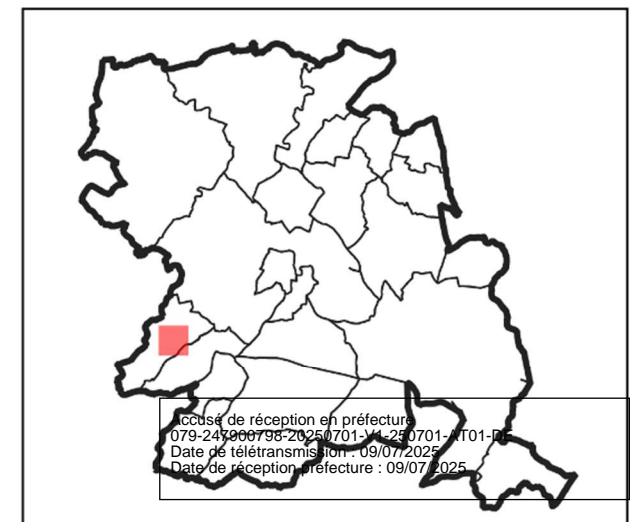 Accusé de réception en préfecture
079-247900798-20250701-V1-250701-AT01-DE
Date de télétransmission : 09/07/2025
Date de réception préfecture : 09/07/2025